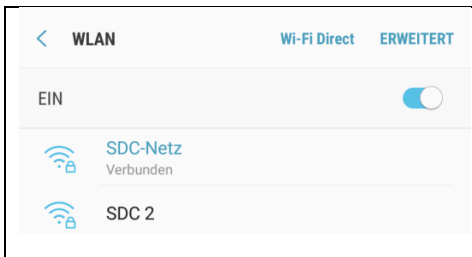 WLAN Wi-Fi Direct ERWEITERT
EIN
SDC-Netz
Verbunden
SDC 2